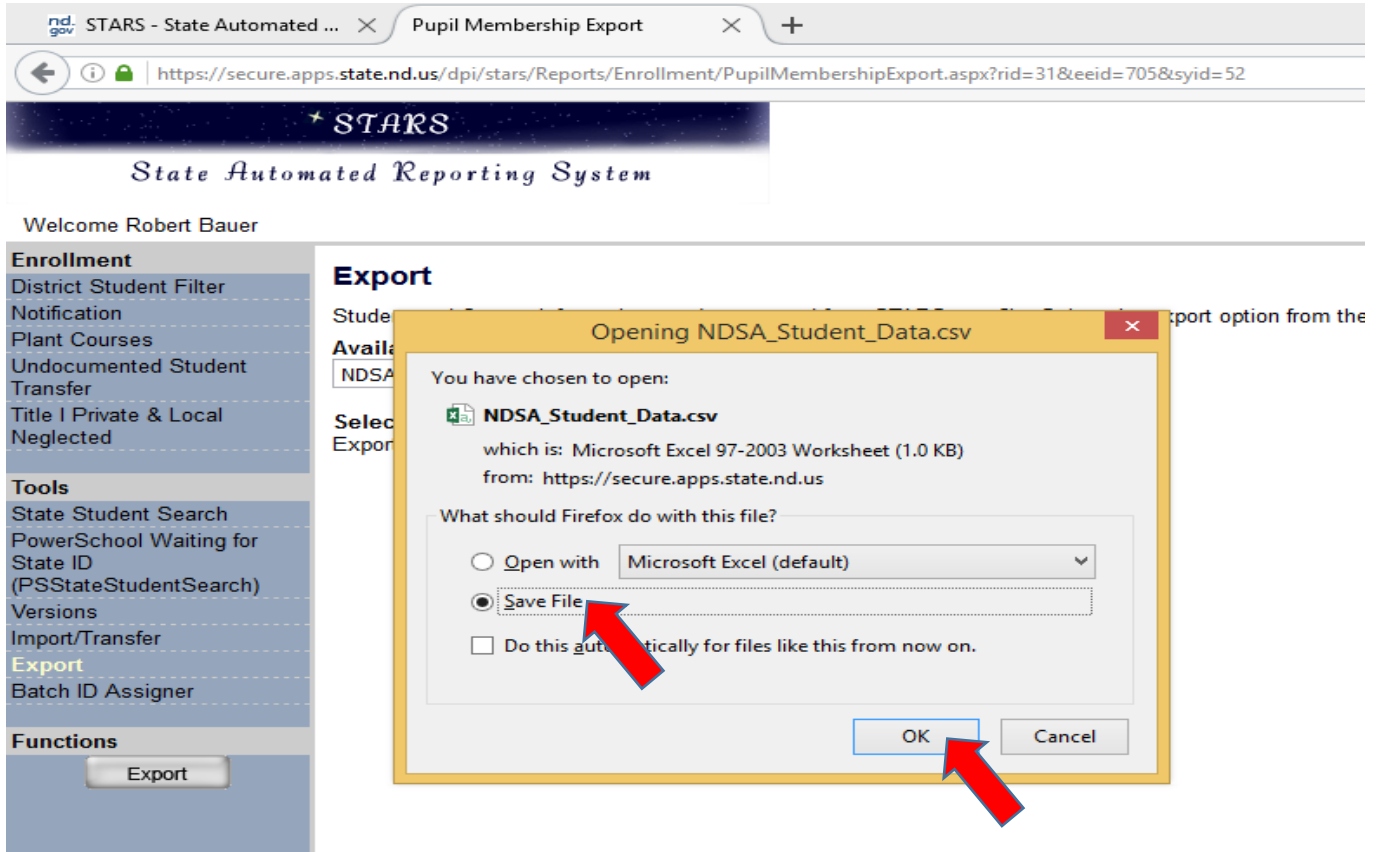 nd.gov STARS - State Automated ... Pupil Membership Export
https://secure.apps.state.nd.us/dpi/stars/Reports/Enrollment/PupilMembershipExport.aspx?rid=31&eeid=705&syid=52
STARS
State Automated Reporting System
Welcome Robert Bauer
Enrollment
District Student Filter
Notification
Plant Courses
Undocumented Student
Transfer
Title I Private & Local
Neglected
Tools
State Student Search
PowerSchool Waiting for
State ID
(PSStateStudentSearch)
Versions
Import/Transfer
Export
Batch ID Assigner
Functions
Export
Export
option from the
NDSA
Opening NDSA_Student_Data.csv
You have chosen to open:
NDSA_Student_Data.csv
which is: Microsoft Excel 97-2003 Worksheet (1.0 KB)
from: https://secure.apps.state.nd.us
What should Firefox do with this file?
Open with Microsoft Excel (default)
Save File
Do this automatically for files like this from now on.
OK Cancel